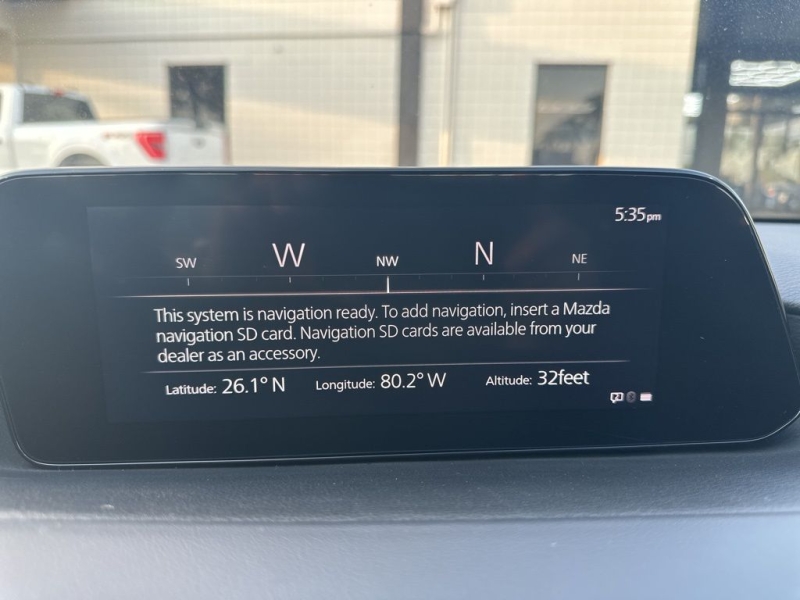 5:35pm
SW W NW N NE
This system is navigation ready. To add navigation, insert a Mazda
navigation SD card. Navigation SD cards are available from your
dealer as an accessory.
Latitude: 26.1° N Longitude: 80.2° W Altitude: 32feet